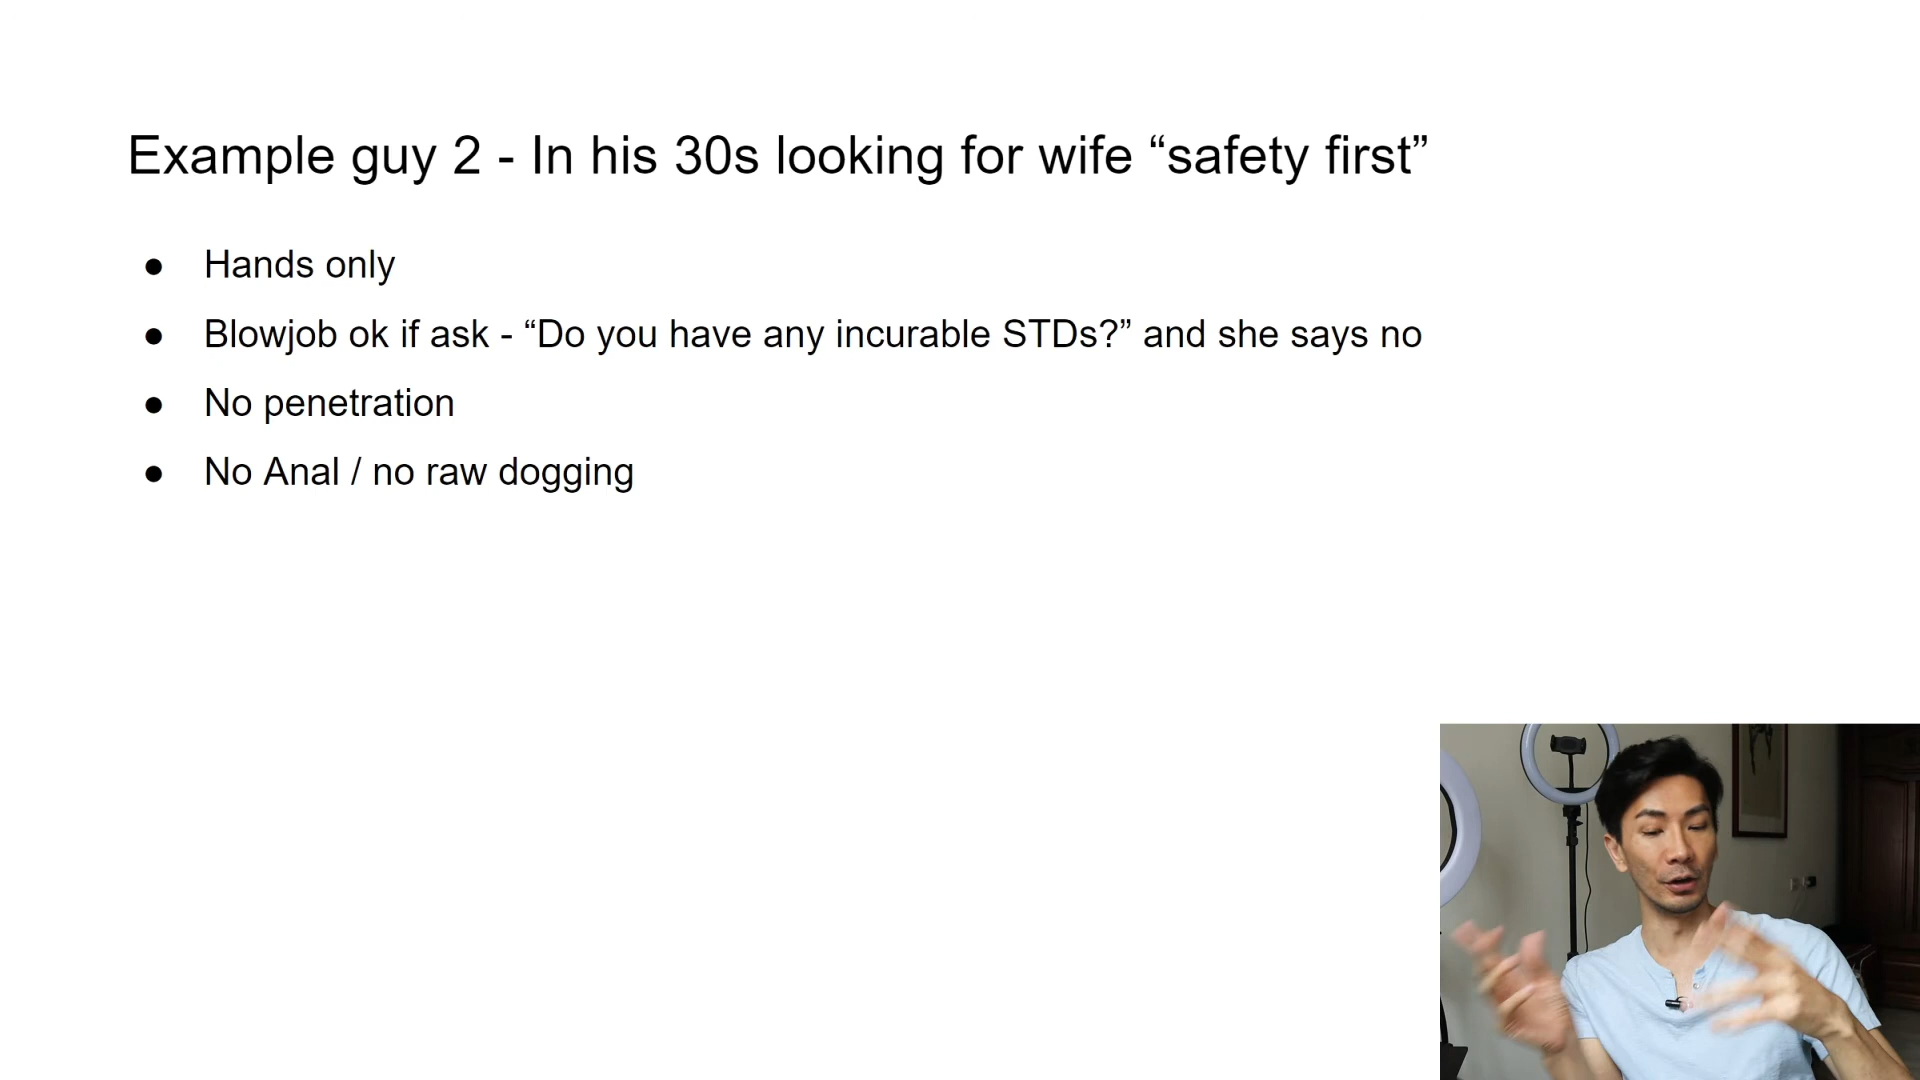 Example guy 2 - In his 30s looking for wife “safety first”
● Hands only
● Blowjob ok if ask - “Do you have any incurable STDs?” and she says no
● No penetration
● No Anal / no raw dogging